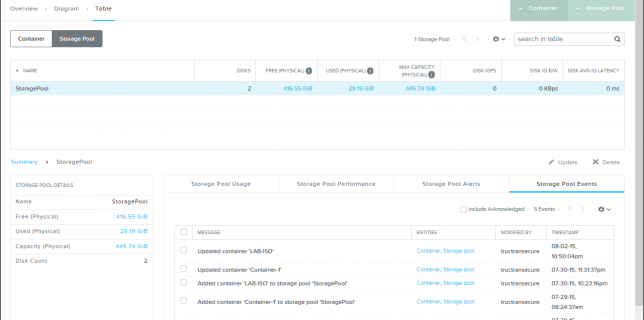 Overview · Diagram · Table
+ Container + Storage Pool
Container Storage Pool
1 Storage Pool
search in table
NAME DISKS FREE (PHYSICAL) USED (PHYSICAL) MAX CAPACITY (PHYSICAL) DISK IOPS DISK IO B/W DISK AVG IO LATENCY
StoragePool 2 416.55 GiB 29.19 GiB 445.74 GiB 0 0 KBps 0 ms
Summary > StoragePool
Update Delete
STORAGE POOL DETAILS
Name StoragePool
Free (Physical) 416.55 GiB
Used (Physical) 29.19 GiB
Capacity (Physical) 445.74 GiB
Disk Count 2
Storage Pool Usage Storage Pool Performance Storage Pool Alerts Storage Pool Events
Include Acknowledged · 5 Events
MESSAGE ENTITIES MODIFIED BY TIMESTAMP
Updated container 'LAB-ISO' Container, Storage pool tructransecure 08-02-15, 10:50:04pm
Updated container 'Container-1' Container, Storage pool tructransecure 07-30-15, 11:31:37pm
Added container 'LAB-ISO' to storage pool 'StoragePool' Container, Storage pool tructransecure 07-30-15, 10:23:16pm
Added container 'Container-1' to storage pool 'StoragePool' Container, Storage pool tructransecure 07-29-15, 08:24:37am